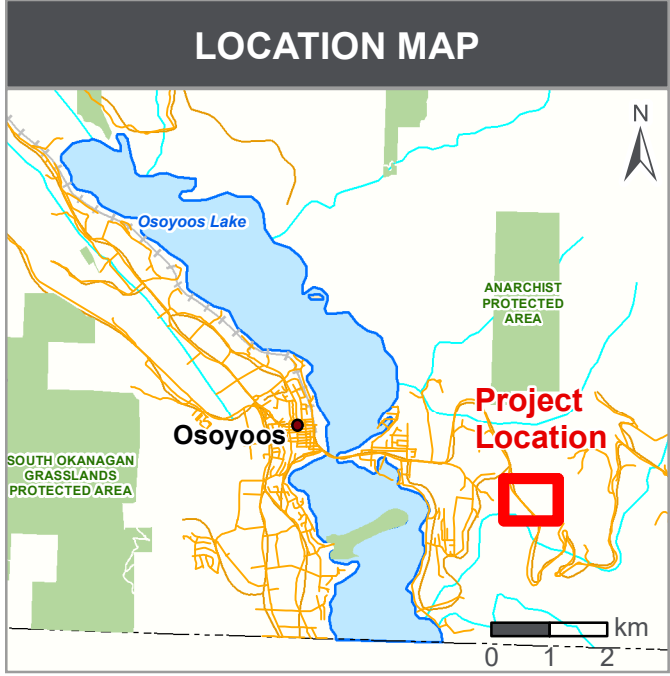 LOCATION MAP
N
Osoyoos Lake
ANARCHIST
PROTECTED
AREA
Project
Location
Osoyoos
SOUTH OKANAGAN
GRASSLANDS
PROTECTED AREA
km
0 1 2